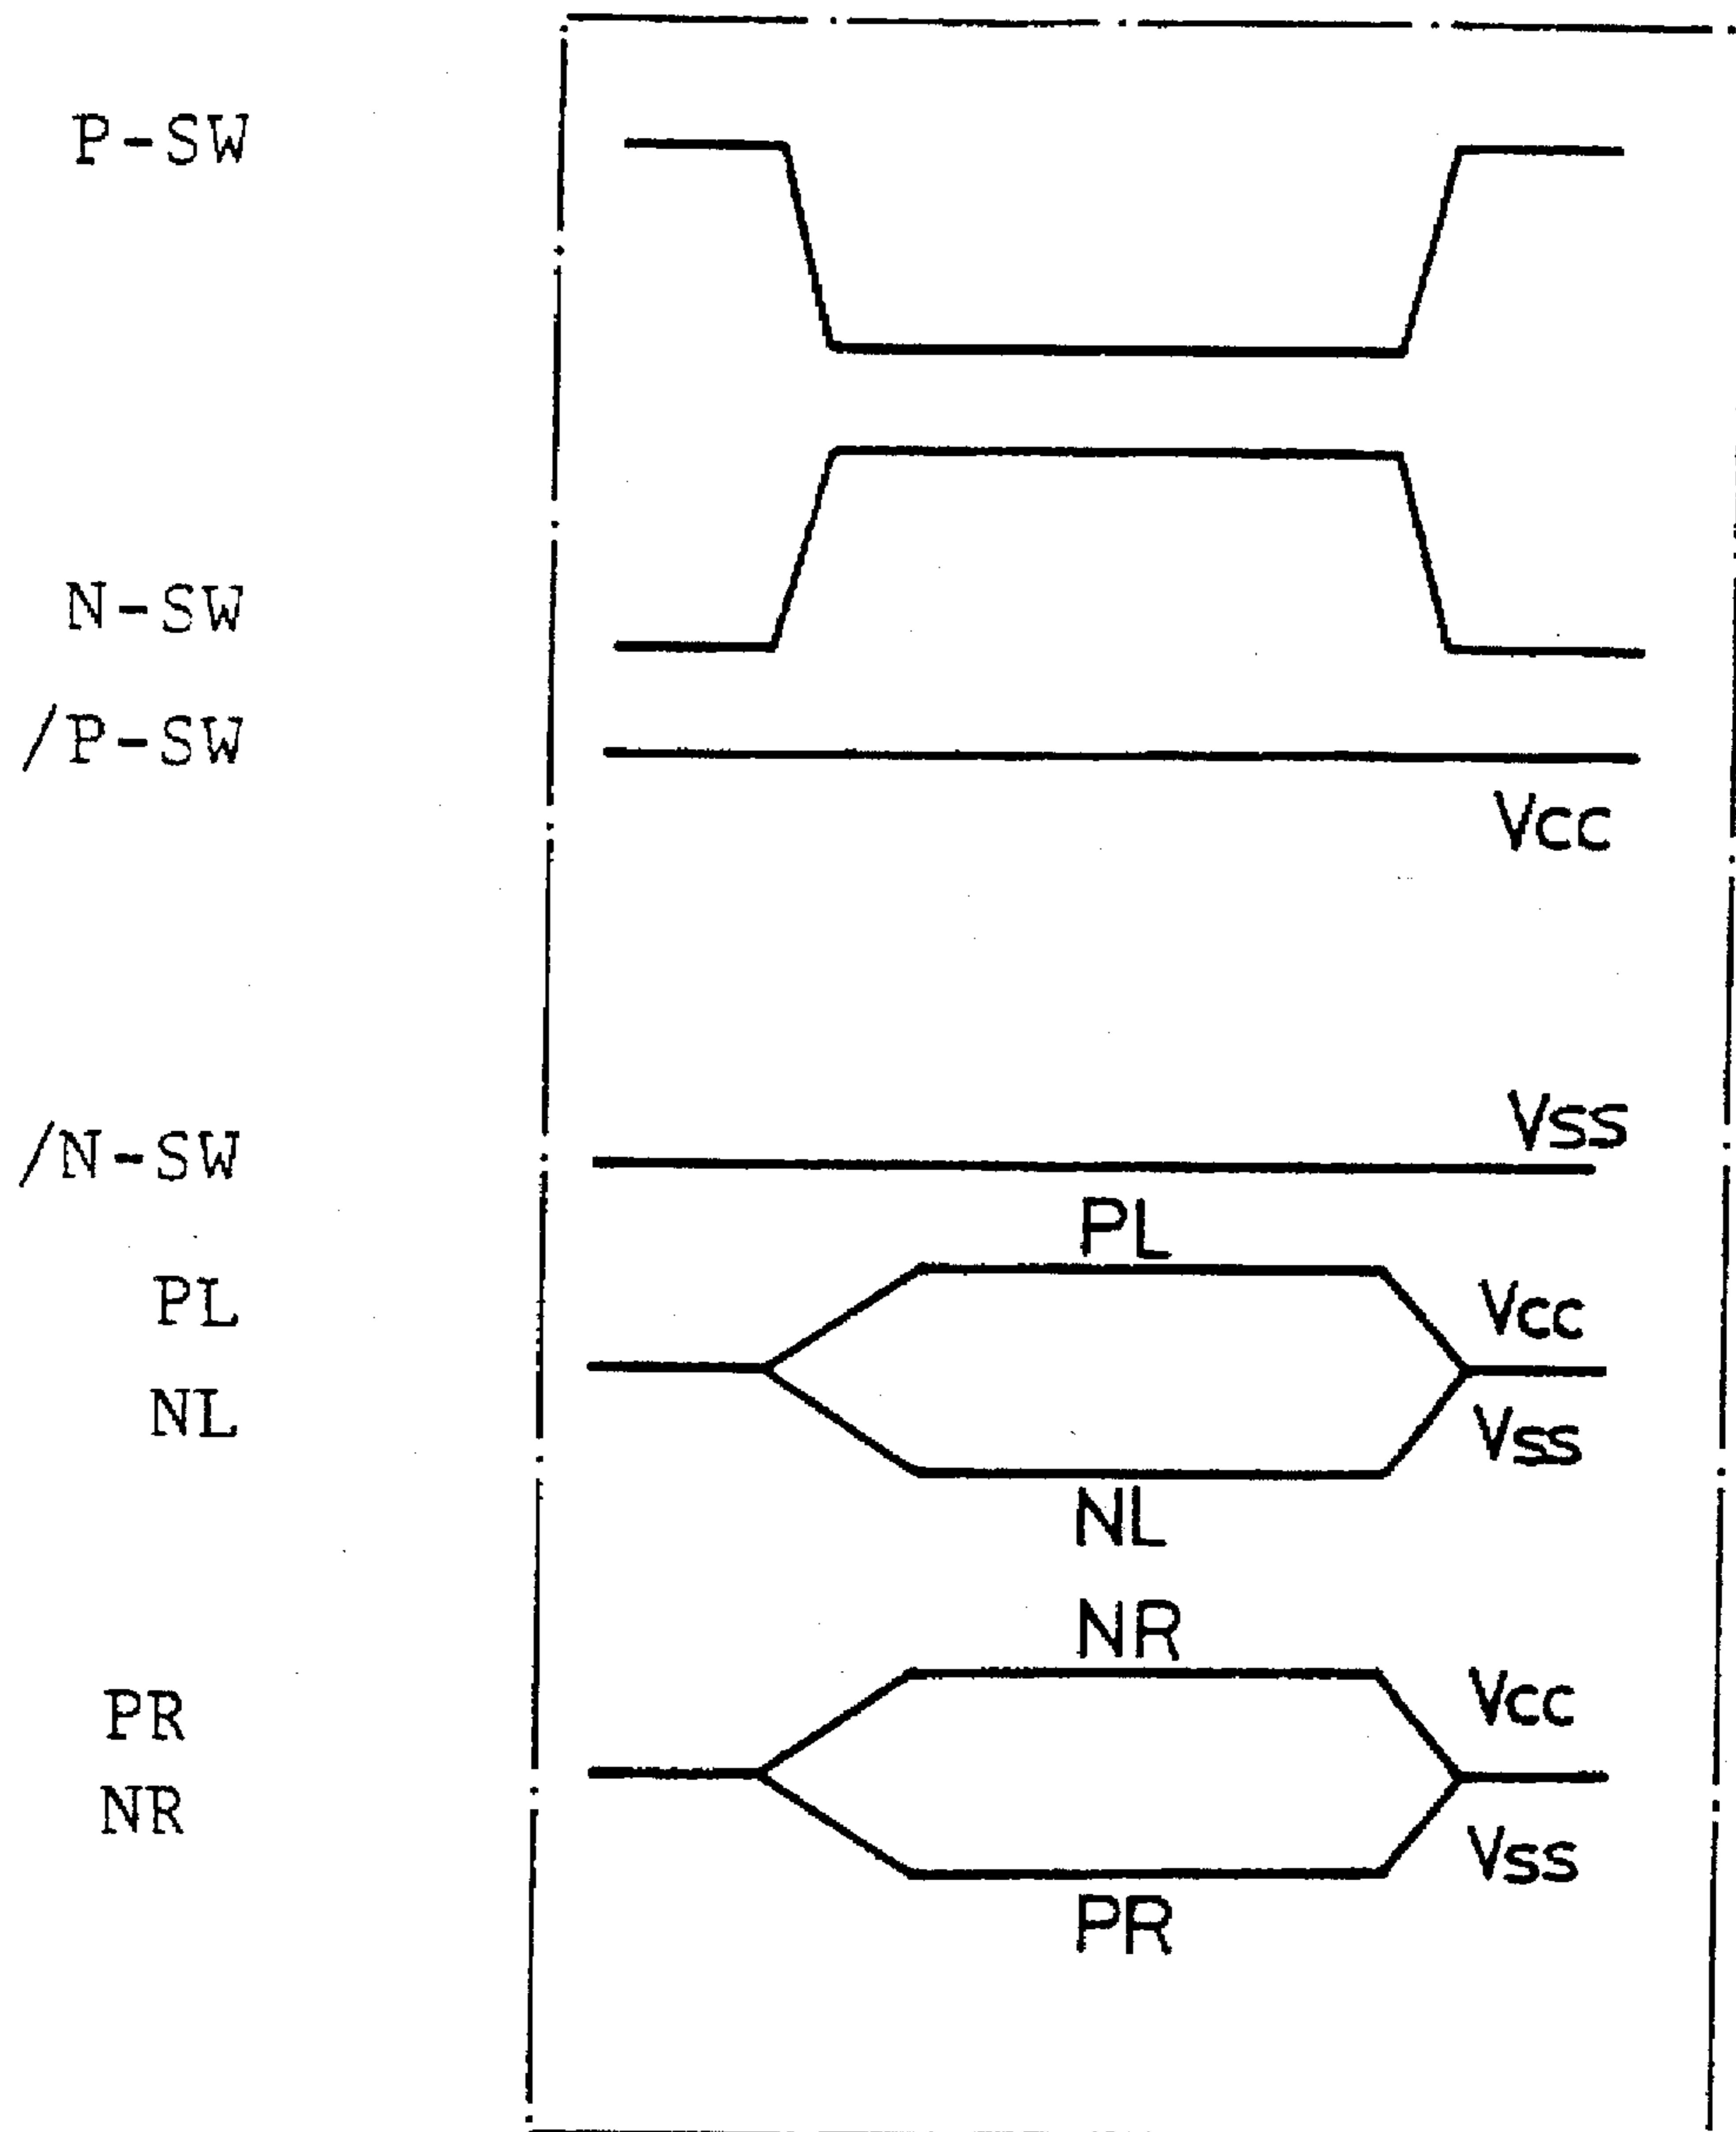 P-SW
N-SW
/P-SW
Vcc
Vss
/N-SW
PL
PL
Vcc
NL
Vss
NL
NR
PR
Vcc
NR
Vss
PR